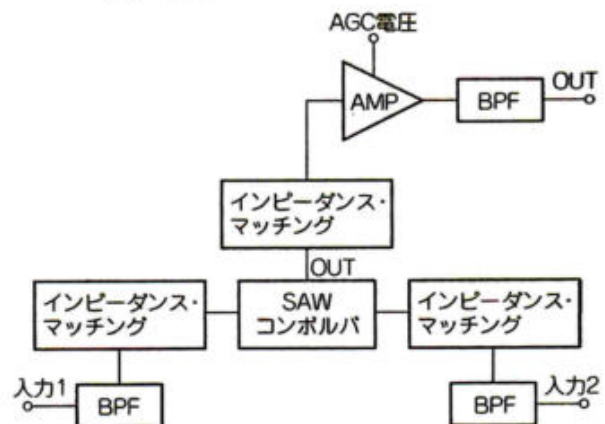 AGC電圧
AMP
BPF
OUT
インピーダンス・
マッチング
OUT
インピーダンス・
マッチング
SAW
コンボルバ
インピーダンス・
マッチング
入力1
BPF
BPF
入力2